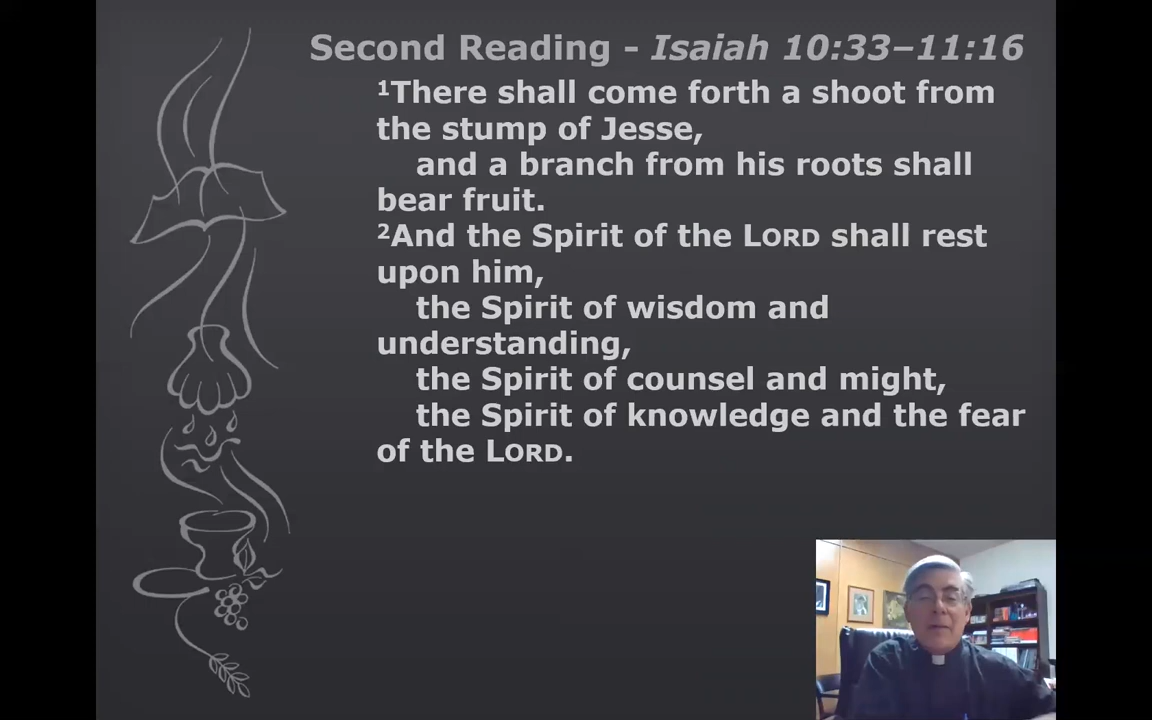 Second Reading - Isaiah 10:33–11:16
¹There shall come forth a shoot from
the stump of Jesse,
and a branch from his roots shall
bear fruit.
²And the Spirit of the LORD shall rest
upon him,
the Spirit of wisdom and
understanding,
the Spirit of counsel and might,
the Spirit of knowledge and the fear
of the LORD.